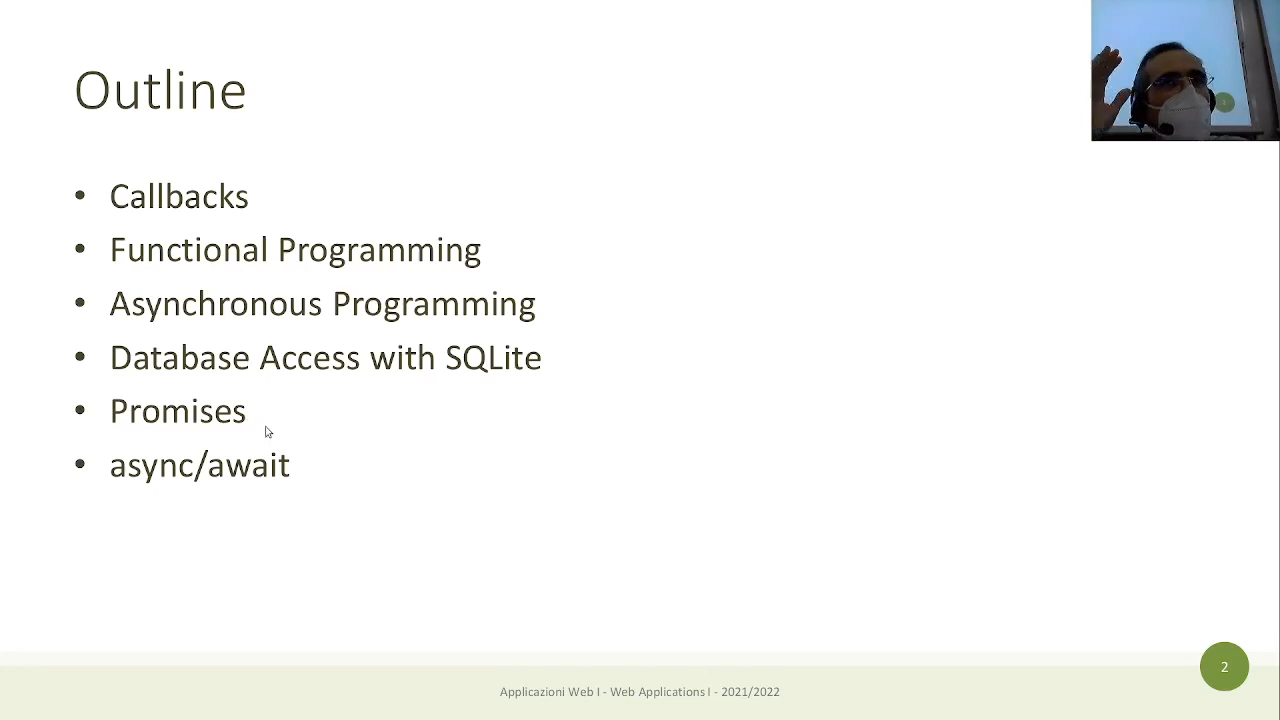 Outline
• Callbacks
• Functional Programming
• Asynchronous Programming
• Database Access with SQLite
• Promises
• async/await
2
Applicazioni Web I - Web Applications I - 2021/2022